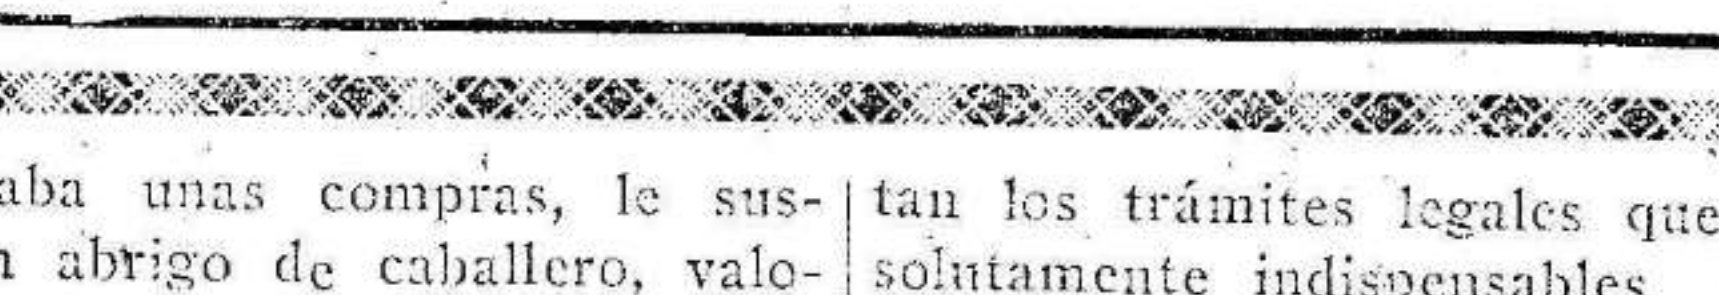 aba unas compras, le sus-
n abrigo de caballero, valo-
tan los trámites legales que
solutamente indispensables